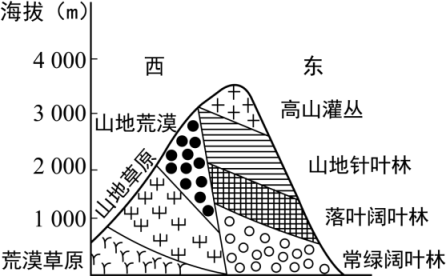 海拔（m）
4 000
西
东
3 000
山地荒漠
高山灌丛
2 000
山地草原
山地针叶林
1 000
落叶阔叶林
荒漠草原
常绿阔叶林